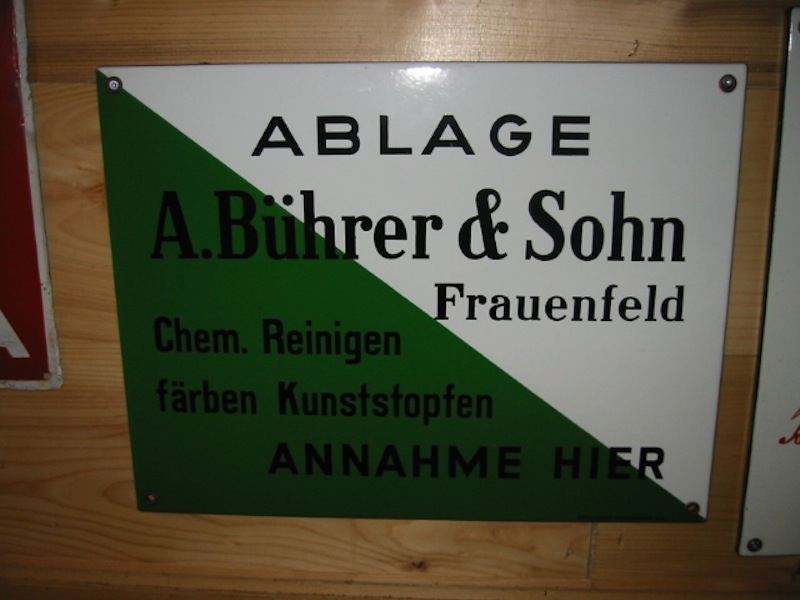 ABLAGE
A.Bührer & Sohn
Frauenfeld
Chem. Reinigen
färben Kunststopfen
ANNAHME HIER
A